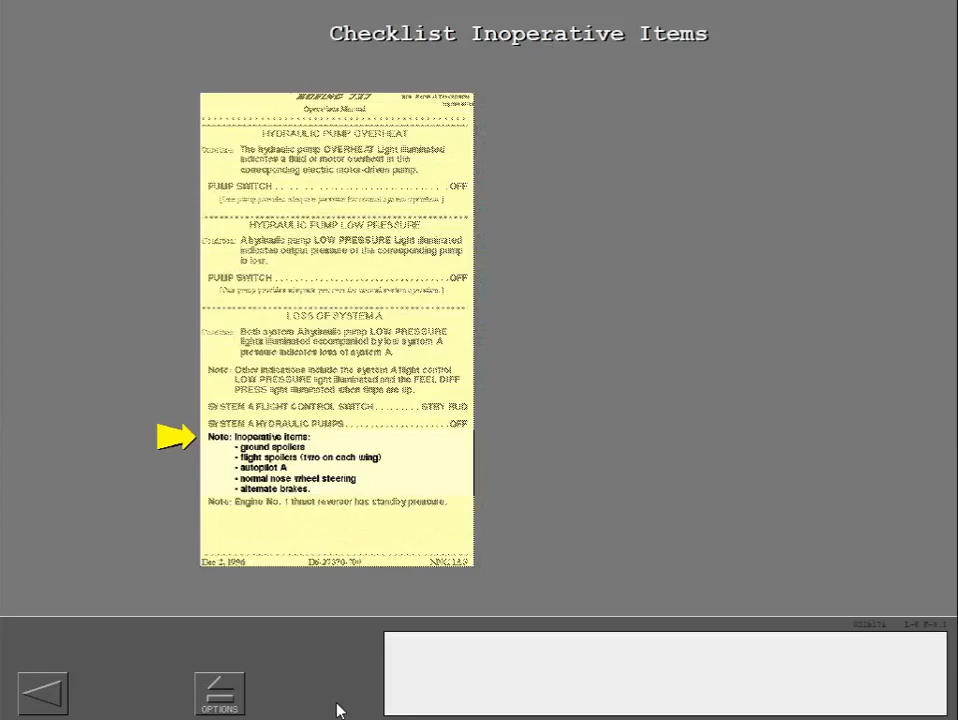 Checklist Inoperative Items
BOEING 737
Operations Manual
HYDRAULIC PUMP OVERHEAT
Condition: The hydraulic pump OVERHEAT Light illuminated
indicates a fluid or motor overheat in the
corresponding electric motor-driven pump.
PUMP SWITCH . . . . . . . . . . . . . . . . . . . . . . . . . . . . OFF
HYDRAULIC PUMP LOW PRESSURE
Condition: A hydraulic pump LOW PRESSURE Light illuminated
indicates output pressure of the corresponding pump
is low.
PUMP SWITCH . . . . . . . . . . . . . . . . . . . . . . . . . . . . OFF
LOSS OF SYSTEM A
Condition: Both system A hydraulic pump LOW PRESSURE
lights illuminated accompanied by low system A
pressure indicates loss of system A.
Note: Other indications include the system A flight control
LOW PRESSURE light illuminated and the FEEL DIFF
PRESS light illuminated when flaps are up.
SYSTEM A FLIGHT CONTROL SWITCH . . . . . . . . STBY RUD
SYSTEM A HYDRAULIC PUMPS . . . . . . . . . . . . . . . . . OFF
Note: Inoperative items:
- ground spoilers
- flight spoilers (two on each wing)
- autopilot A
- normal nose wheel steering
- alternate brakes.
Note: Engine No. 1 thrust reverser has standby pressure.
Dec 2, 1996
OPTIONS